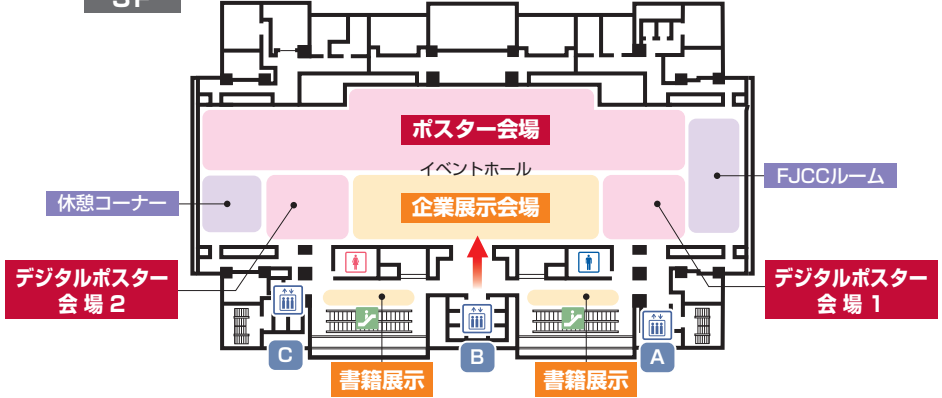 ポスター会場
イベントホール
FJCCルーム
休憩コーナー
企業展示会場
デジタルポスター
会場2
デジタルポスター
会場1
C
B
A
書籍展示
書籍展示